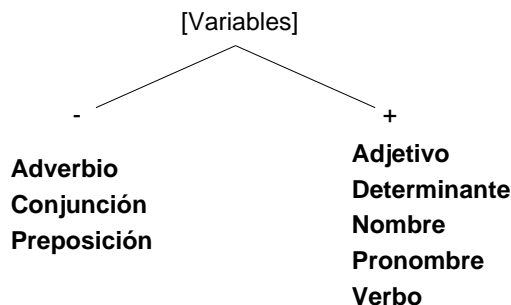 [Variables]
-
+
Adverbio
Conjunción
Preposición
Adjetivo
Determinante
Nombre
Pronombre
Verbo